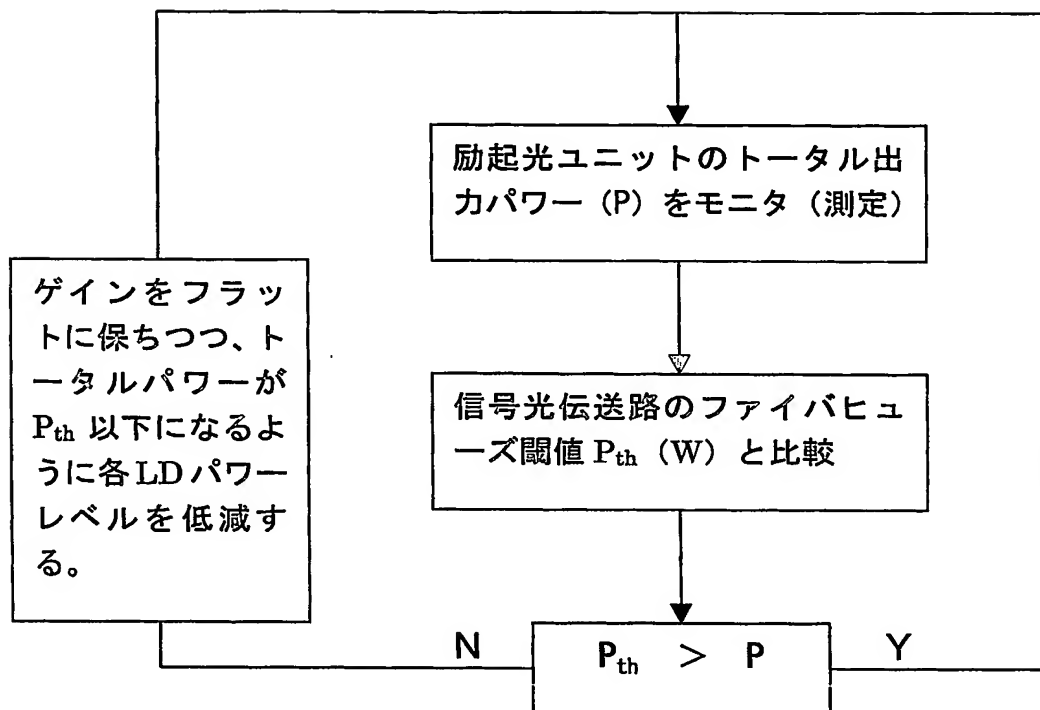 励起光ユニットのトータル出
力パワー（P）をモニタ（測定）
ゲインをフラッ
トに保ちつつ、ト
ータルパワーが
Pth 以下になるよ
うに各LDパワー
レベルを低減す
る。
信号光伝送路のファイバヒュ
ーズ閾値 Pth（W）と比較
N
Pth > P
Y